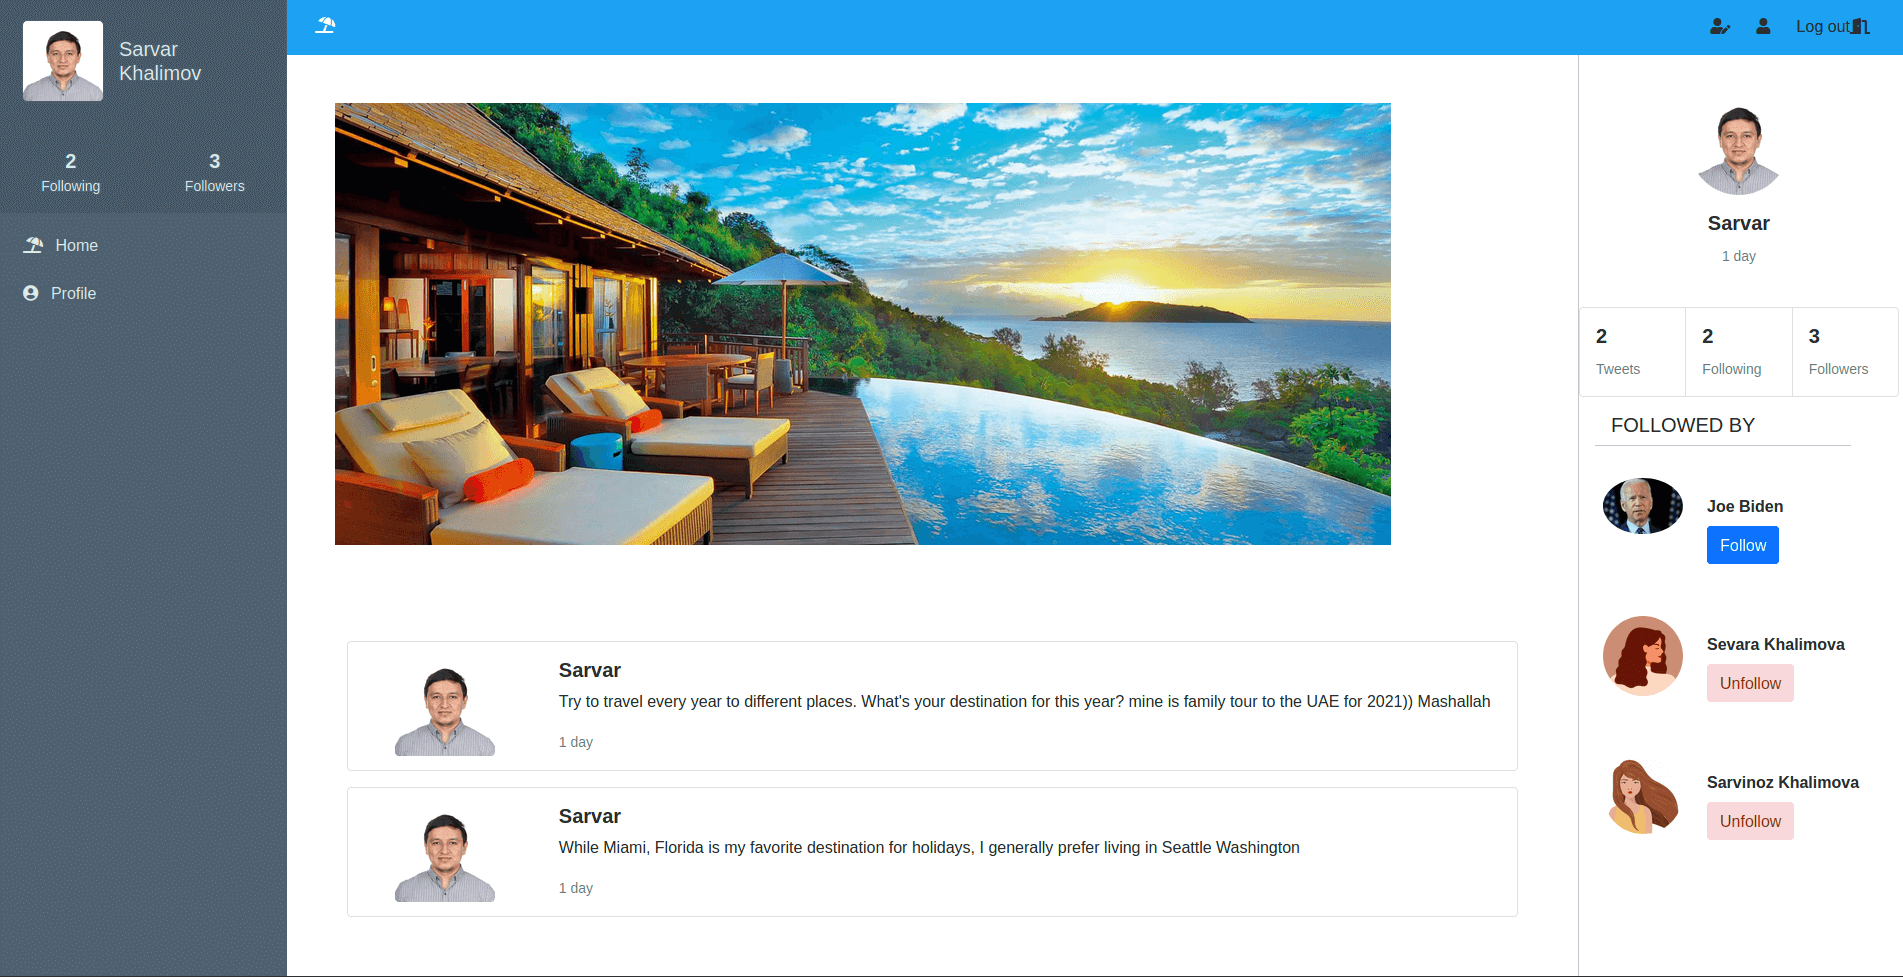 Sarvar
Khalimov
2
Following
3
Followers
Home
Profile
Log out
Sarvar
1 day
2
Tweets
2
Following
3
Followers
FOLLOWED BY
Joe Biden
Follow
Sevara Khalimova
Unfollow
Sarvinoz Khalimova
Unfollow
Sarvar
Try to travel every year to different places. What's your destination for this year? mine is family tour to the UAE for 2021)) Mashallah
1 day
Sarvar
While Miami, Florida is my favorite destination for holidays, I generally prefer living in Seattle Washington
1 day